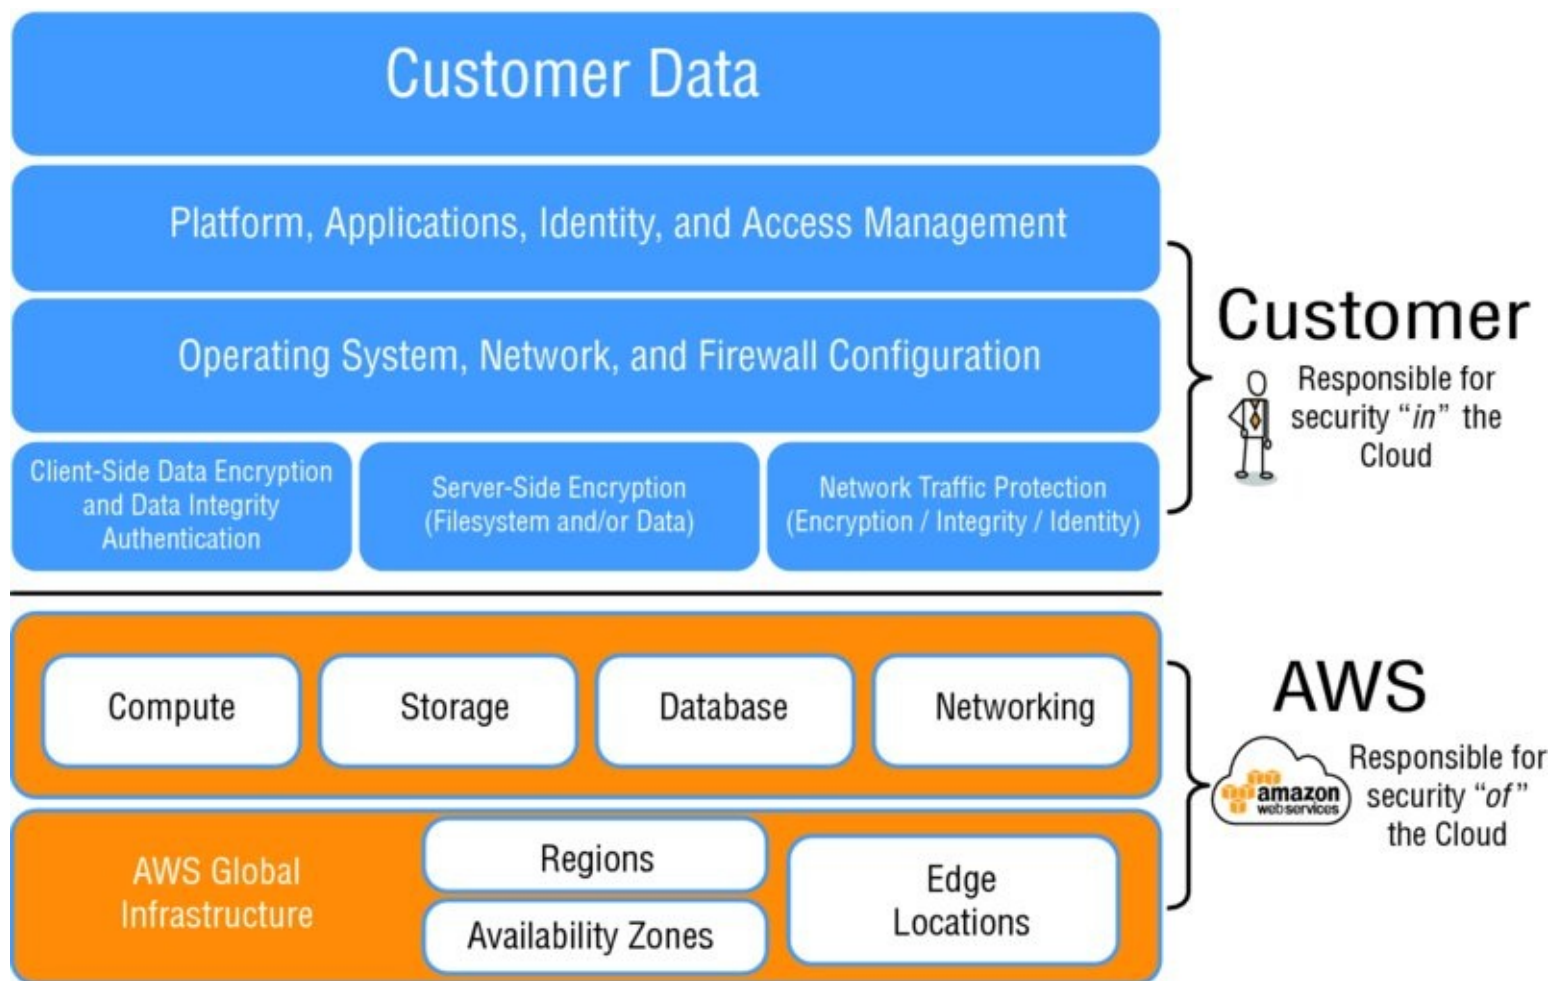 Customer Data
Platform, Applications, Identity, and Access Management
Operating System, Network, and Firewall Configuration
Client-Side Data Encryption
and Data Integrity
Authentication
Server-Side Encryption
(Filesystem and/or Data)
Network Traffic Protection
(Encryption / Integrity / Identity)
Customer
Responsible for
security “in” the
Cloud
Compute
Storage
Database
Networking
AWS Global
Infrastructure
Regions
Availability Zones
Edge
Locations
AWS
amazon
webservices
Responsible for
security “of”
the Cloud